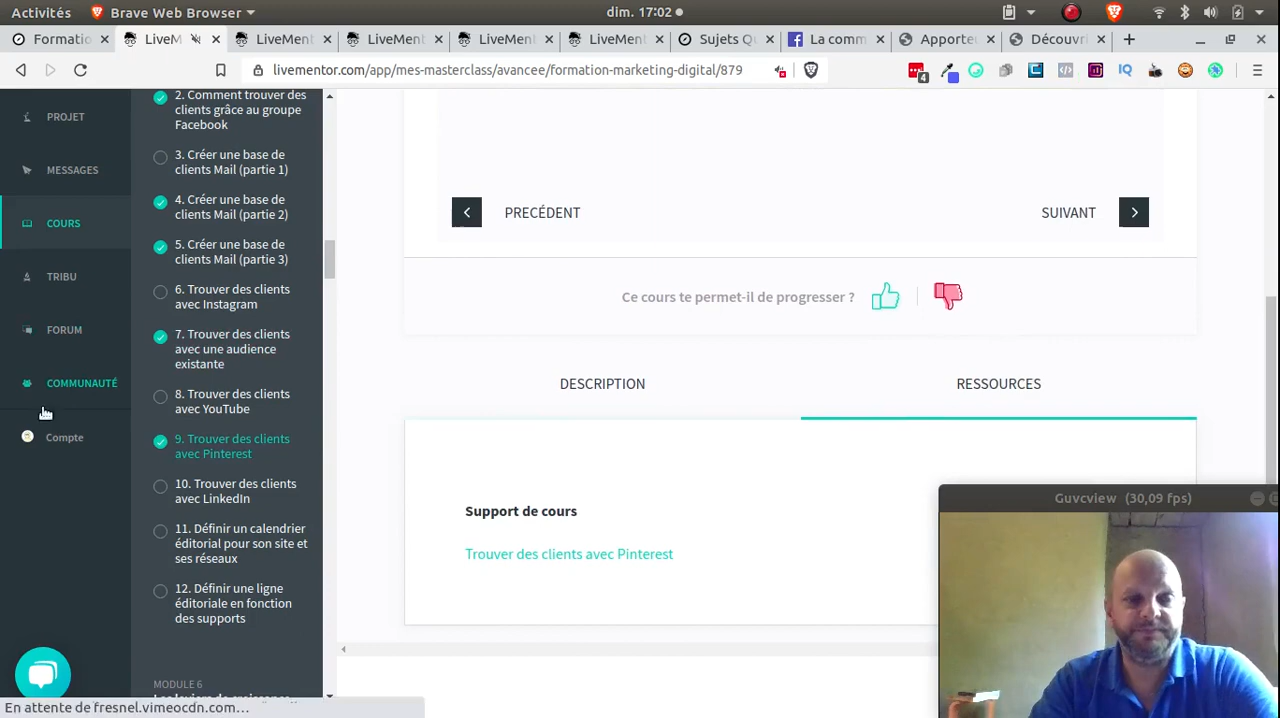 Activités
Brave Web Browser
dim. 17:02
Formatio
LiveM
LiveMent
LiveMent
LiveMent
LiveMent
Sujets Q
La comm
Apporte
Découvr
livementor.com/app/mes-masterclass/avancee/formation-marketing-digital/879
4
IQ
PROJET
MESSAGES
COURS
TRIBU
FORUM
COMMUNAUTÉ
Compte
2. Comment trouver des
clients grâce au groupe
Facebook
3. Créer une base de
clients Mail (partie 1)
4. Créer une base de
clients Mail (partie 2)
5. Créer une base de
clients Mail (partie 3)
6. Trouver des clients
avec Instagram
7. Trouver des clients
avec une audience
existante
8. Trouver des clients
avec YouTube
9. Trouver des clients
avec Pinterest
10. Trouver des clients
avec LinkedIn
11. Définir un calendrier
éditorial pour son site et
ses réseaux
12. Définir une ligne
éditoriale en fonction
des supports
MODULE 6
PRECÉDENT
SUIVANT
Ce cours te permet-il de progresser ?
DESCRIPTION
RESSOURCES
Support de cours
Trouver des clients avec Pinterest
Guvcview (30,09 fps)
En attente de fresnel.vimeocdn.com…